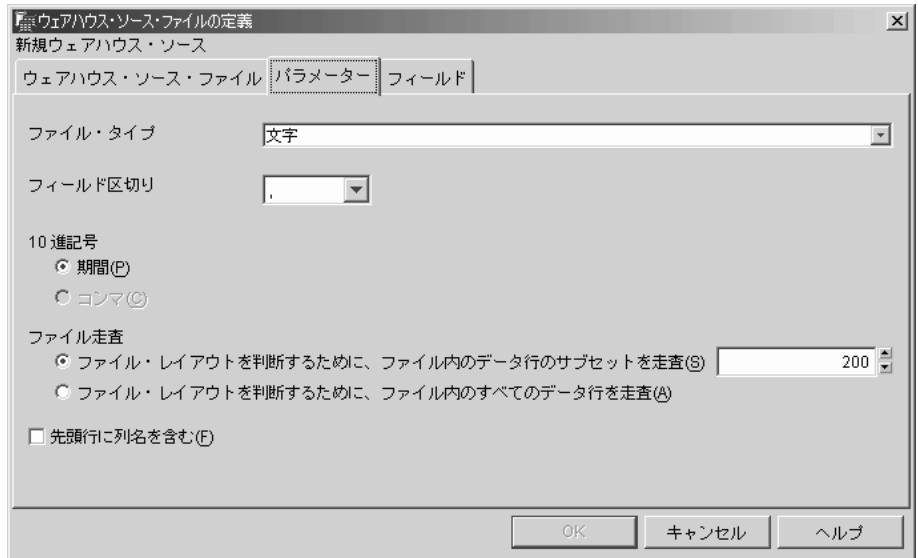 ウェアハウス・ソース・ファイルの定義
新規ウェアハウス・ソース
ウェアハウス・ソース・ファイル パラメーター フィールド
ファイル・タイプ 文字
フィールド区切り ,
10 進記号
期間(P)
コンマ(C)
ファイル走査
ファイル・レイアウトを判断するために、ファイル内のデータ行のサブセットを走査(S) 200
ファイル・レイアウトを判断するために、ファイル内のすべてのデータ行を走査(A)
先頭行に列名を含む(F)
OK キャンセル ヘルプ